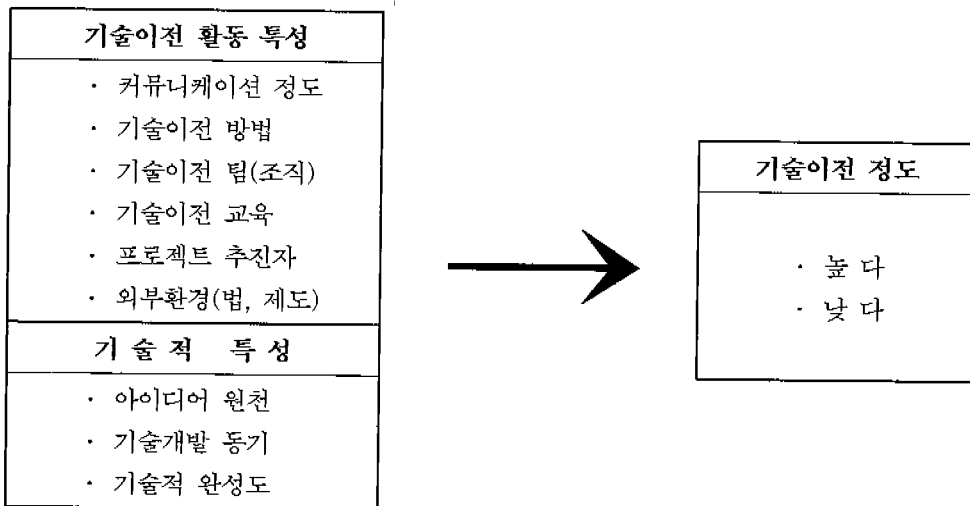 기술이전 활동 특성
· 커뮤니케이션 정도
· 기술이전 방법
· 기술이전 팀(조직)
· 기술이전 교육
· 프로젝트 추진자
· 외부환경(법, 제도)
기 술 적 특 성
· 아이디어 원천
· 기술개발 동기
· 기술적 완성도
기술이전 정도
· 높 다
· 낮 다